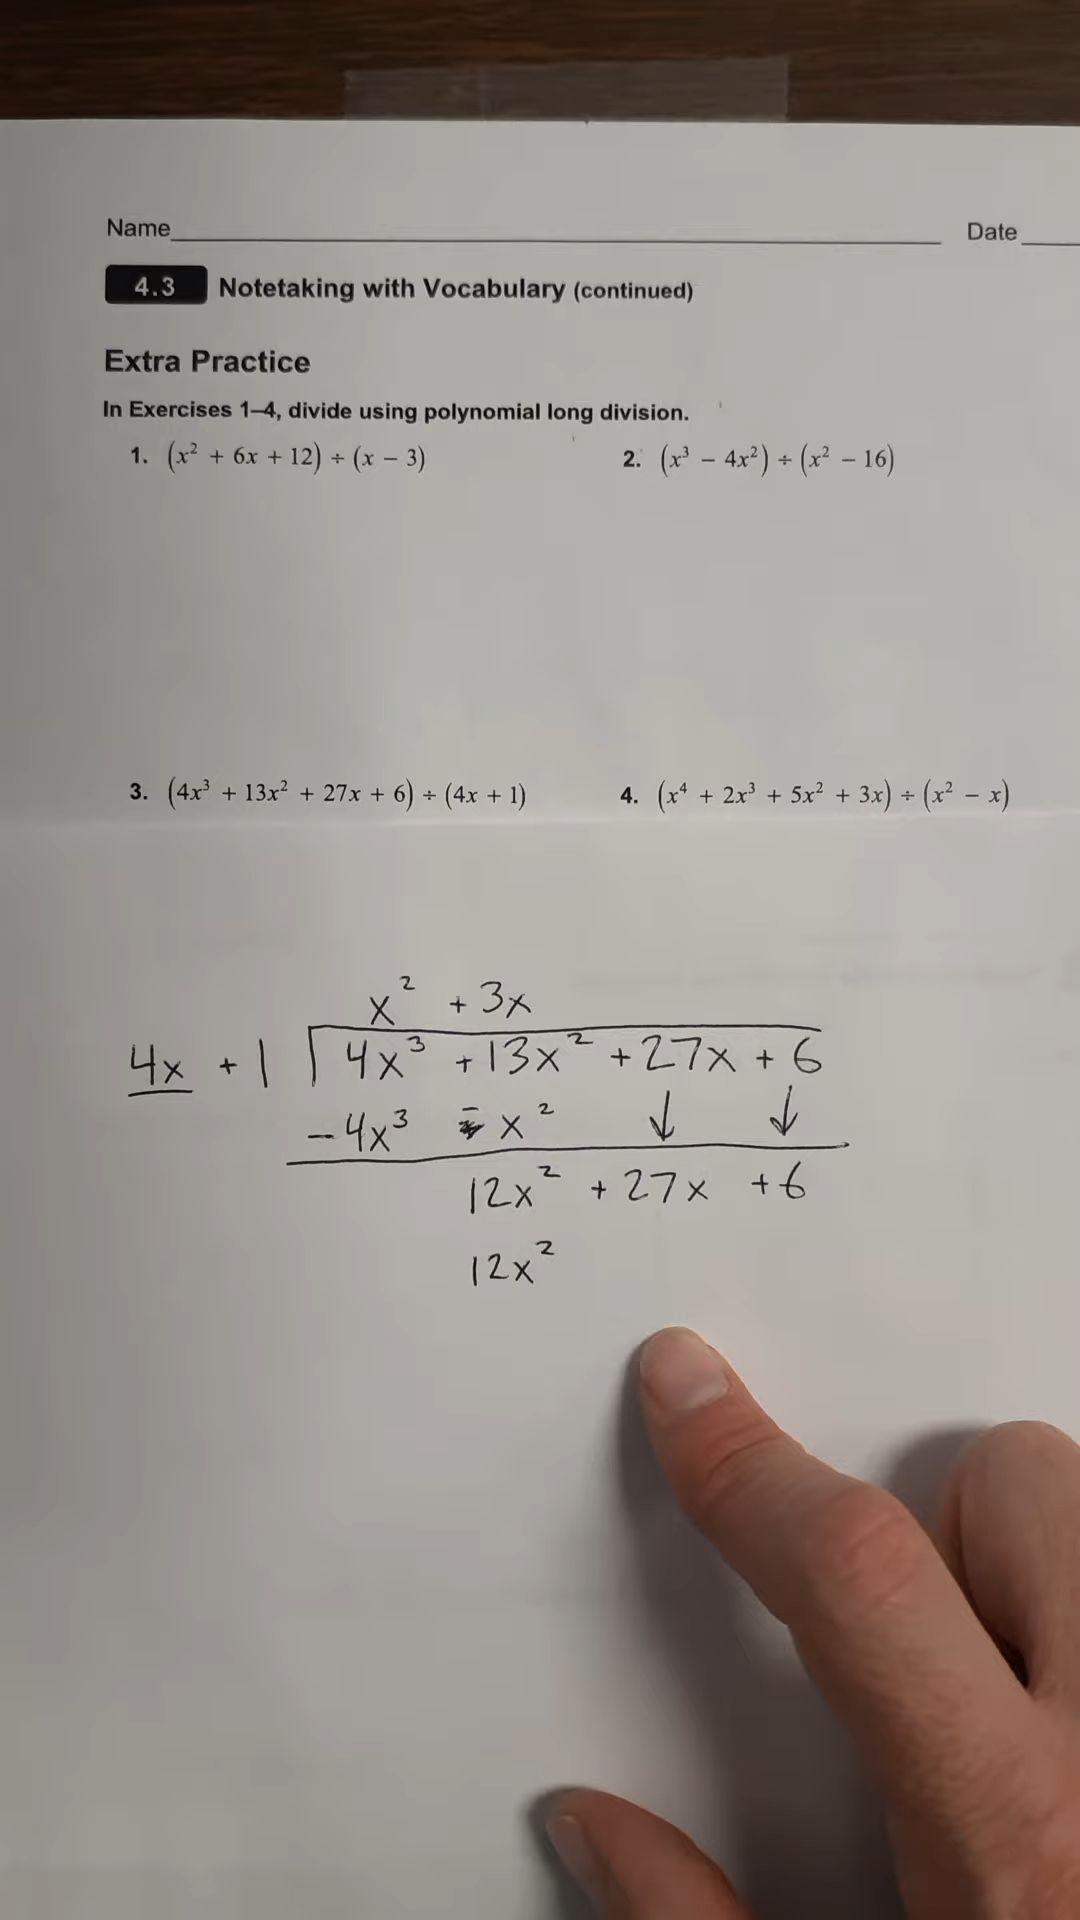 Name Date
4.3 Notetaking with Vocabulary (continued)
Extra Practice
In Exercises 1–4, divide using polynomial long division.
1. (x² + 6x + 12) ÷ (x − 3) 2. (x³ − 4x²) ÷ (x² − 16)
3. (4x³ + 13x² + 27x + 6) ÷ (4x + 1) 4. (x⁴ + 2x³ + 5x² + 3x) ÷ (x² − x)
x² + 3x
4x + 1 4x³ + 13x² + 27x + 6
− 4x³ − x² ↓ ↓
12x² + 27x + 6
12x²